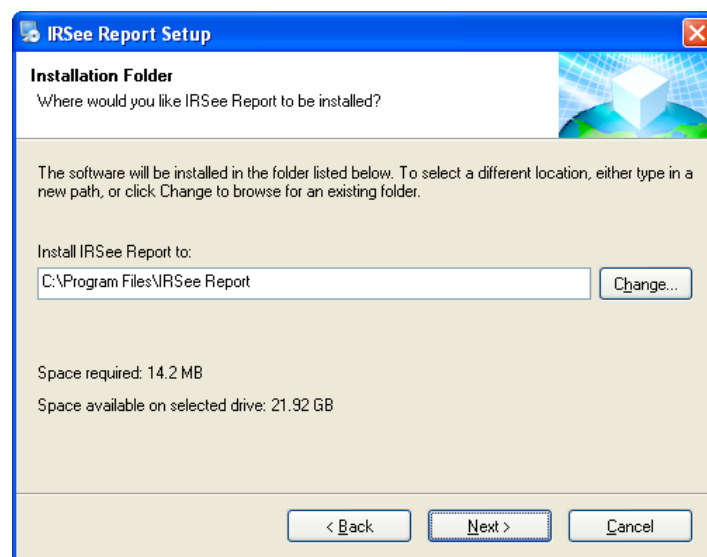 IRSee Report Setup
Installation Folder
Where would you like IRSee Report to be installed?
The software will be installed in the folder listed below. To select a different location, either type in a
new path, or click Change to browse for an existing folder.
Install IRSee Report to:
C:\Program Files\IRSee Report
Change...
Space required: 14.2 MB
Space available on selected drive: 21.92 GB
< Back
Next >
Cancel